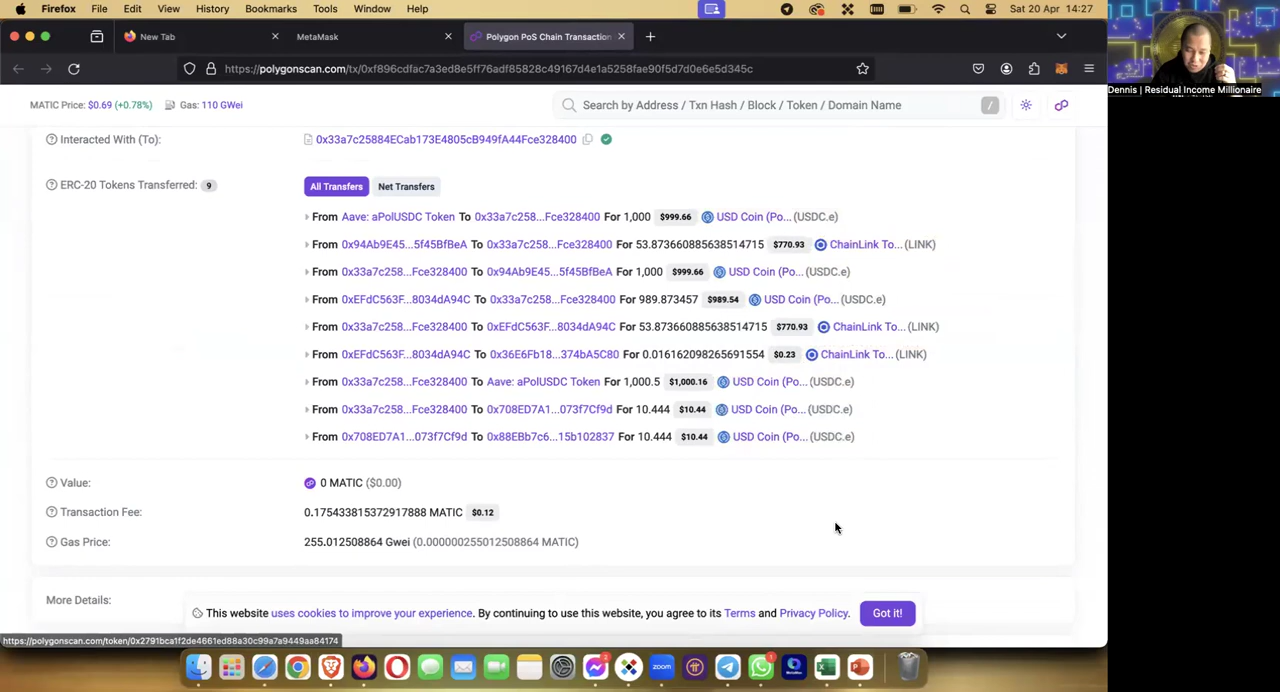 Firefox File Edit View History Bookmarks Tools Window Help Sat 20 Apr 14:27
New Tab MetaMask Polygon PoS Chain Transaction
https://polygonscan.com/tx/0xf896cdfac7a3ed8e5ff76adf85828c49167d4e1a5258fae90f5d7d0e6e5d345c
Dennis | Residual Income Millionaire
MATIC Price: $0.69 (+0.78%) Gas: 110 GWei Search by Address / Txn Hash / Block / Token / Domain Name /
Interacted With (To): 0x33a7c25884ECab173E4805cB949fA44Fce328400
ERC-20 Tokens Transferred: 9 All Transfers Net Transfers
From Aave: aPolUSDC Token To 0x33a7c258...Fce328400 For 1,000 $999.66 USD Coin (Po... (USDC.e)
From 0x94Ab9E45...5f45BfBeA To 0x33a7c258...Fce328400 For 53.873660885638514715 $770.93 ChainLink To... (LINK)
From 0x33a7c258...Fce328400 To 0x94Ab9E45...5f45BfBeA For 1,000 $999.66 USD Coin (Po... (USDC.e)
From 0xEfdC563F...8034dA94C To 0x33a7c258...Fce328400 For 989.873457 $989.54 USD Coin (Po... (USDC.e)
From 0x33a7c258...Fce328400 To 0xEfdC563F...8034dA94C For 53.873660885638514715 $770.93 ChainLink To... (LINK)
From 0xEfdC563F...8034dA94C To 0x36E6Fb18...374bA5C80 For 0.016162098265691554 $0.23 ChainLink To... (LINK)
From 0x33a7c258...Fce328400 To Aave: aPolUSDC Token For 1,000.5 $1,000.16 USD Coin (Po... (USDC.e)
From 0x33a7c258...Fce328400 To 0x708ED7A1...073f7Cf9d For 10.444 $10.44 USD Coin (Po... (USDC.e)
From 0x708ED7A1...073f7Cf9d To 0x88EBb7c6...15b102837 For 10.444 $10.44 USD Coin (Po... (USDC.e)
Value: 0 MATIC ($0.00)
Transaction Fee: 0.175433815372917888 MATIC $0.12
Gas Price: 255.012508864 Gwei (0.000000255012508864 MATIC)
More Details:
This website uses cookies to improve your experience. By continuing to use this website, you agree to its Terms and Privacy Policy. Got it!
https://polygonscan.com/token/0x2791bca1f2de4661ed88a30c99a7a9449aa84174
zoom